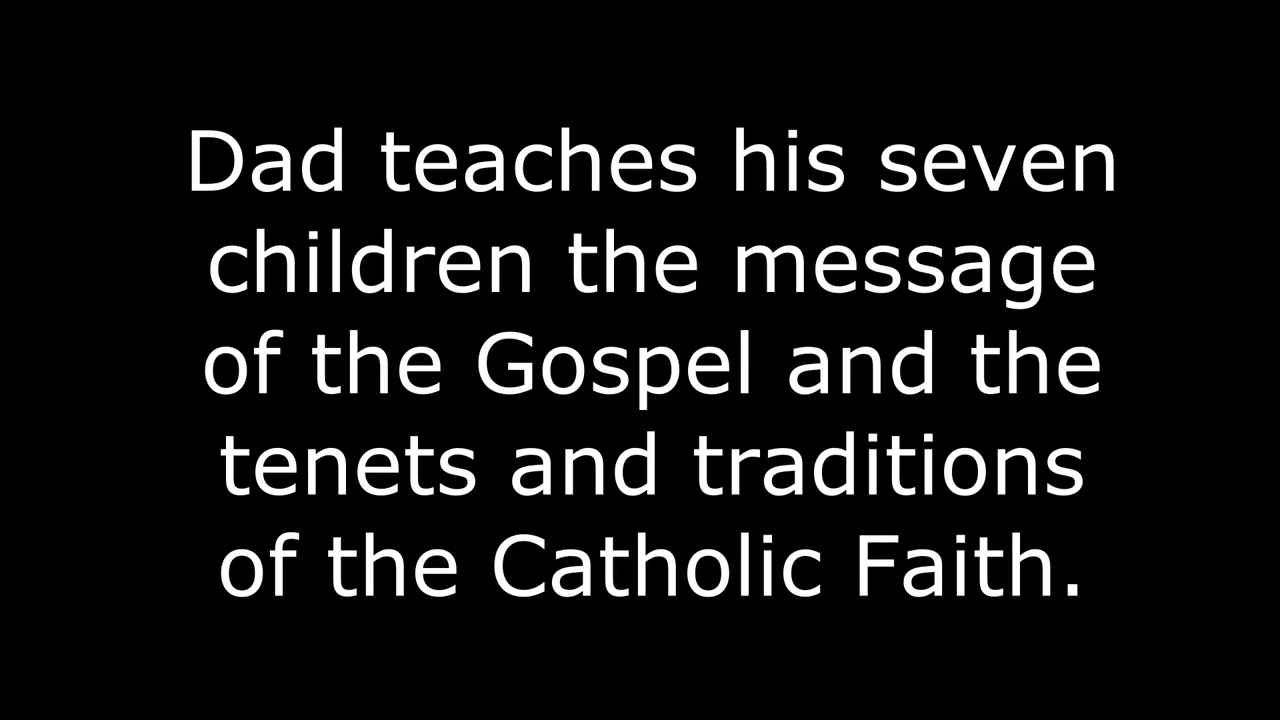 Dad teaches his seven
children the message
of the Gospel and the
tenets and traditions
of the Catholic Faith.